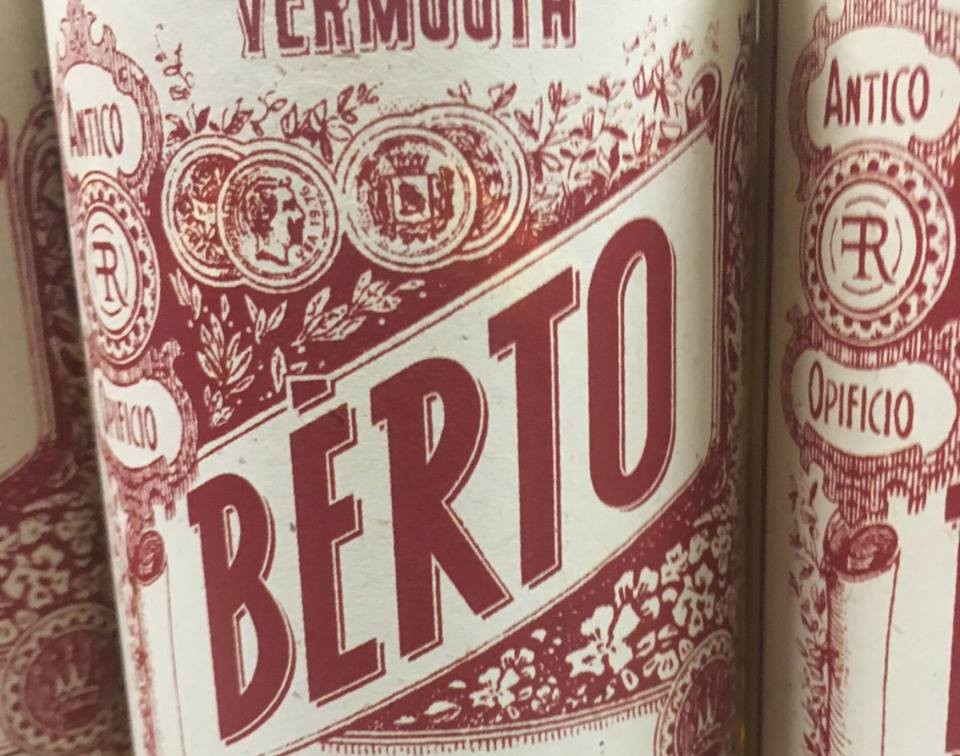 VERMOUTH
ANTICO
R
OPIFICIO
BÈRTO
ANTICO
R
OPIFICIO